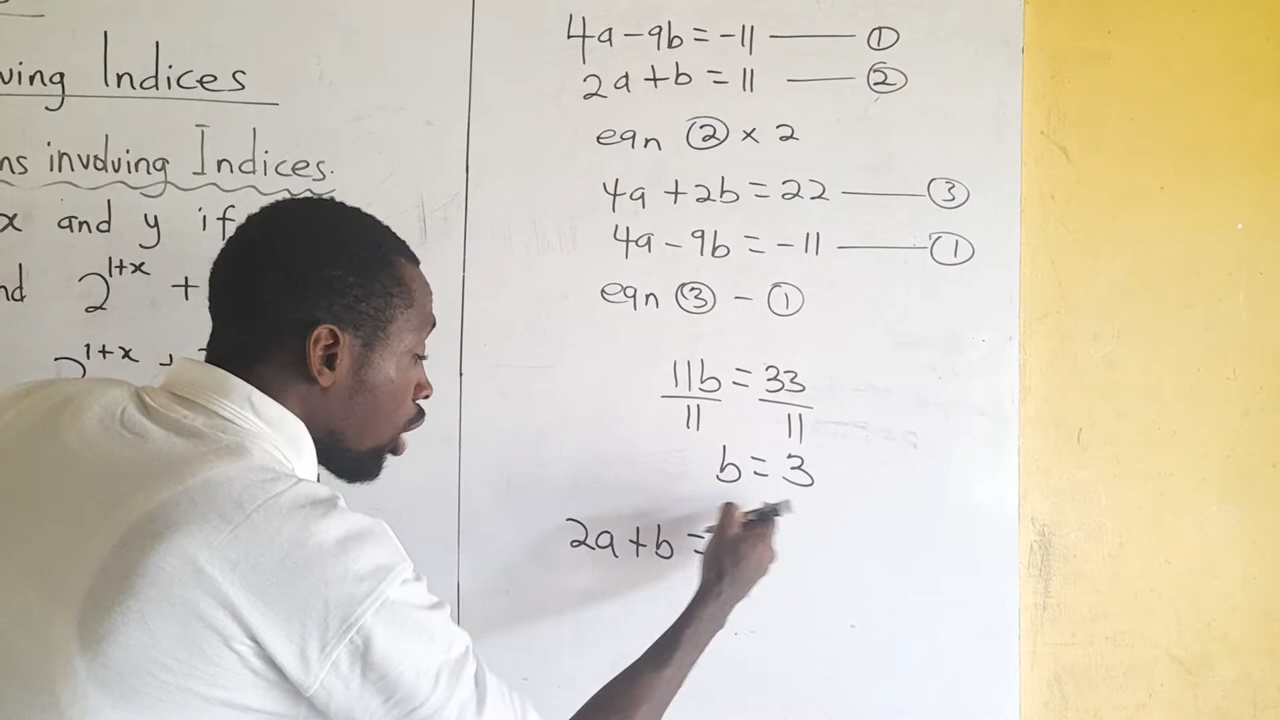 ving Indices
ns involving Indices.
x and y if
nd 2^{1+x} +
2^{1+x}
4a - 9b = -11 ——— ①
2a + b = 11 ——— ②
eqn ② × 2
4a + 2b = 22 ——— ③
4a - 9b = -11 ——— ①
eqn ③ - ①
11b = 33
11 11
b = 3
2a + b =